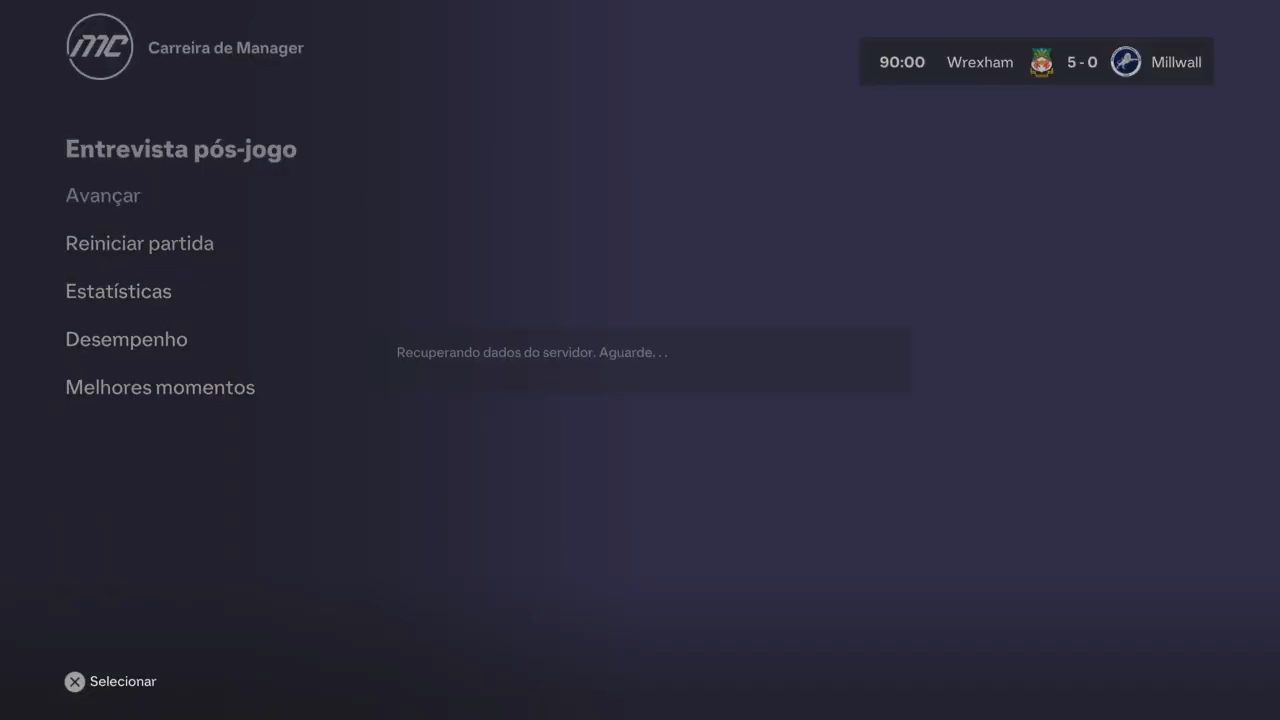 MC Carreira de Manager
90:00 Wrexham 5 - 0 Millwall
Entrevista pós-jogo
Avançar
Reiniciar partida
Estatísticas
Desempenho
Melhores momentos
Recuperando dados do servidor. Aguarde...
Selecionar